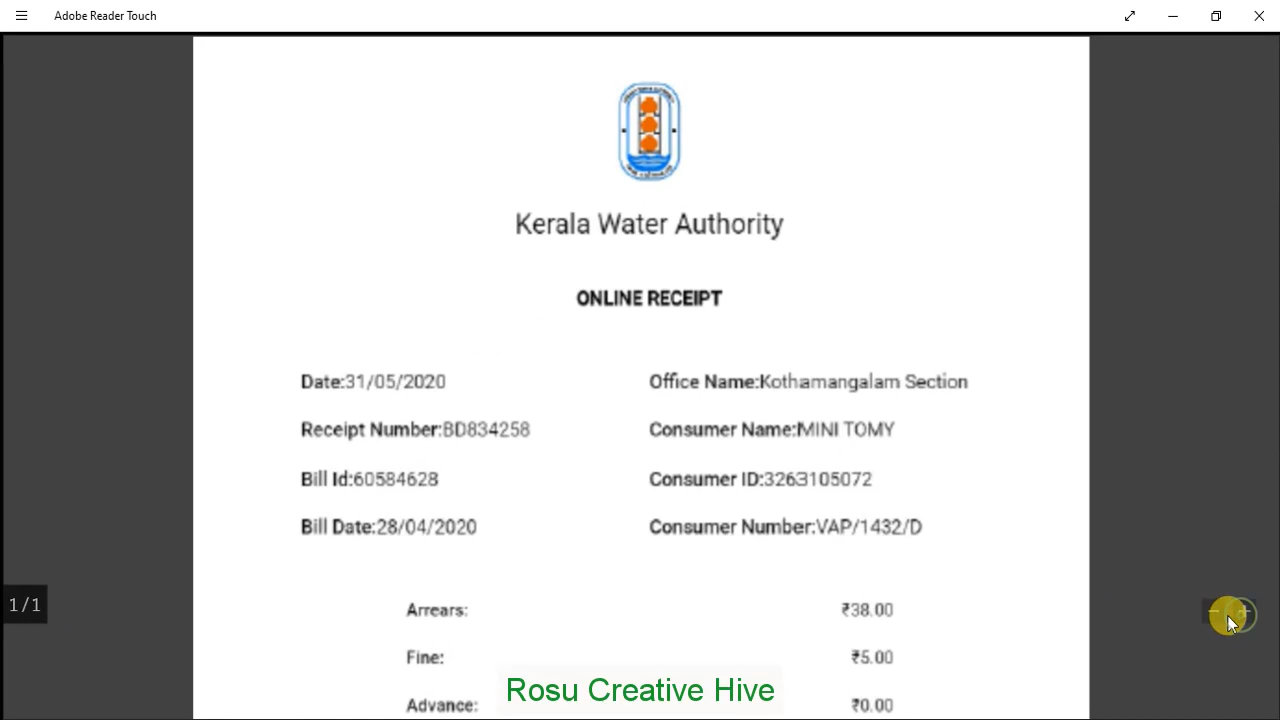 Adobe Reader Touch
Kerala Water Authority
ONLINE RECEIPT
Date:31/05/2020
Office Name:Kothamangalam Section
Receipt Number:BD834258
Consumer Name:MINI TOMY
Bill Id:60584628
Consumer ID:3263105072
Bill Date:28/04/2020
Consumer Number:VAP/1432/D
Arrears: ₹38.00
Fine: ₹5.00
Advance: ₹0.00
1/1
Rosu Creative Hive